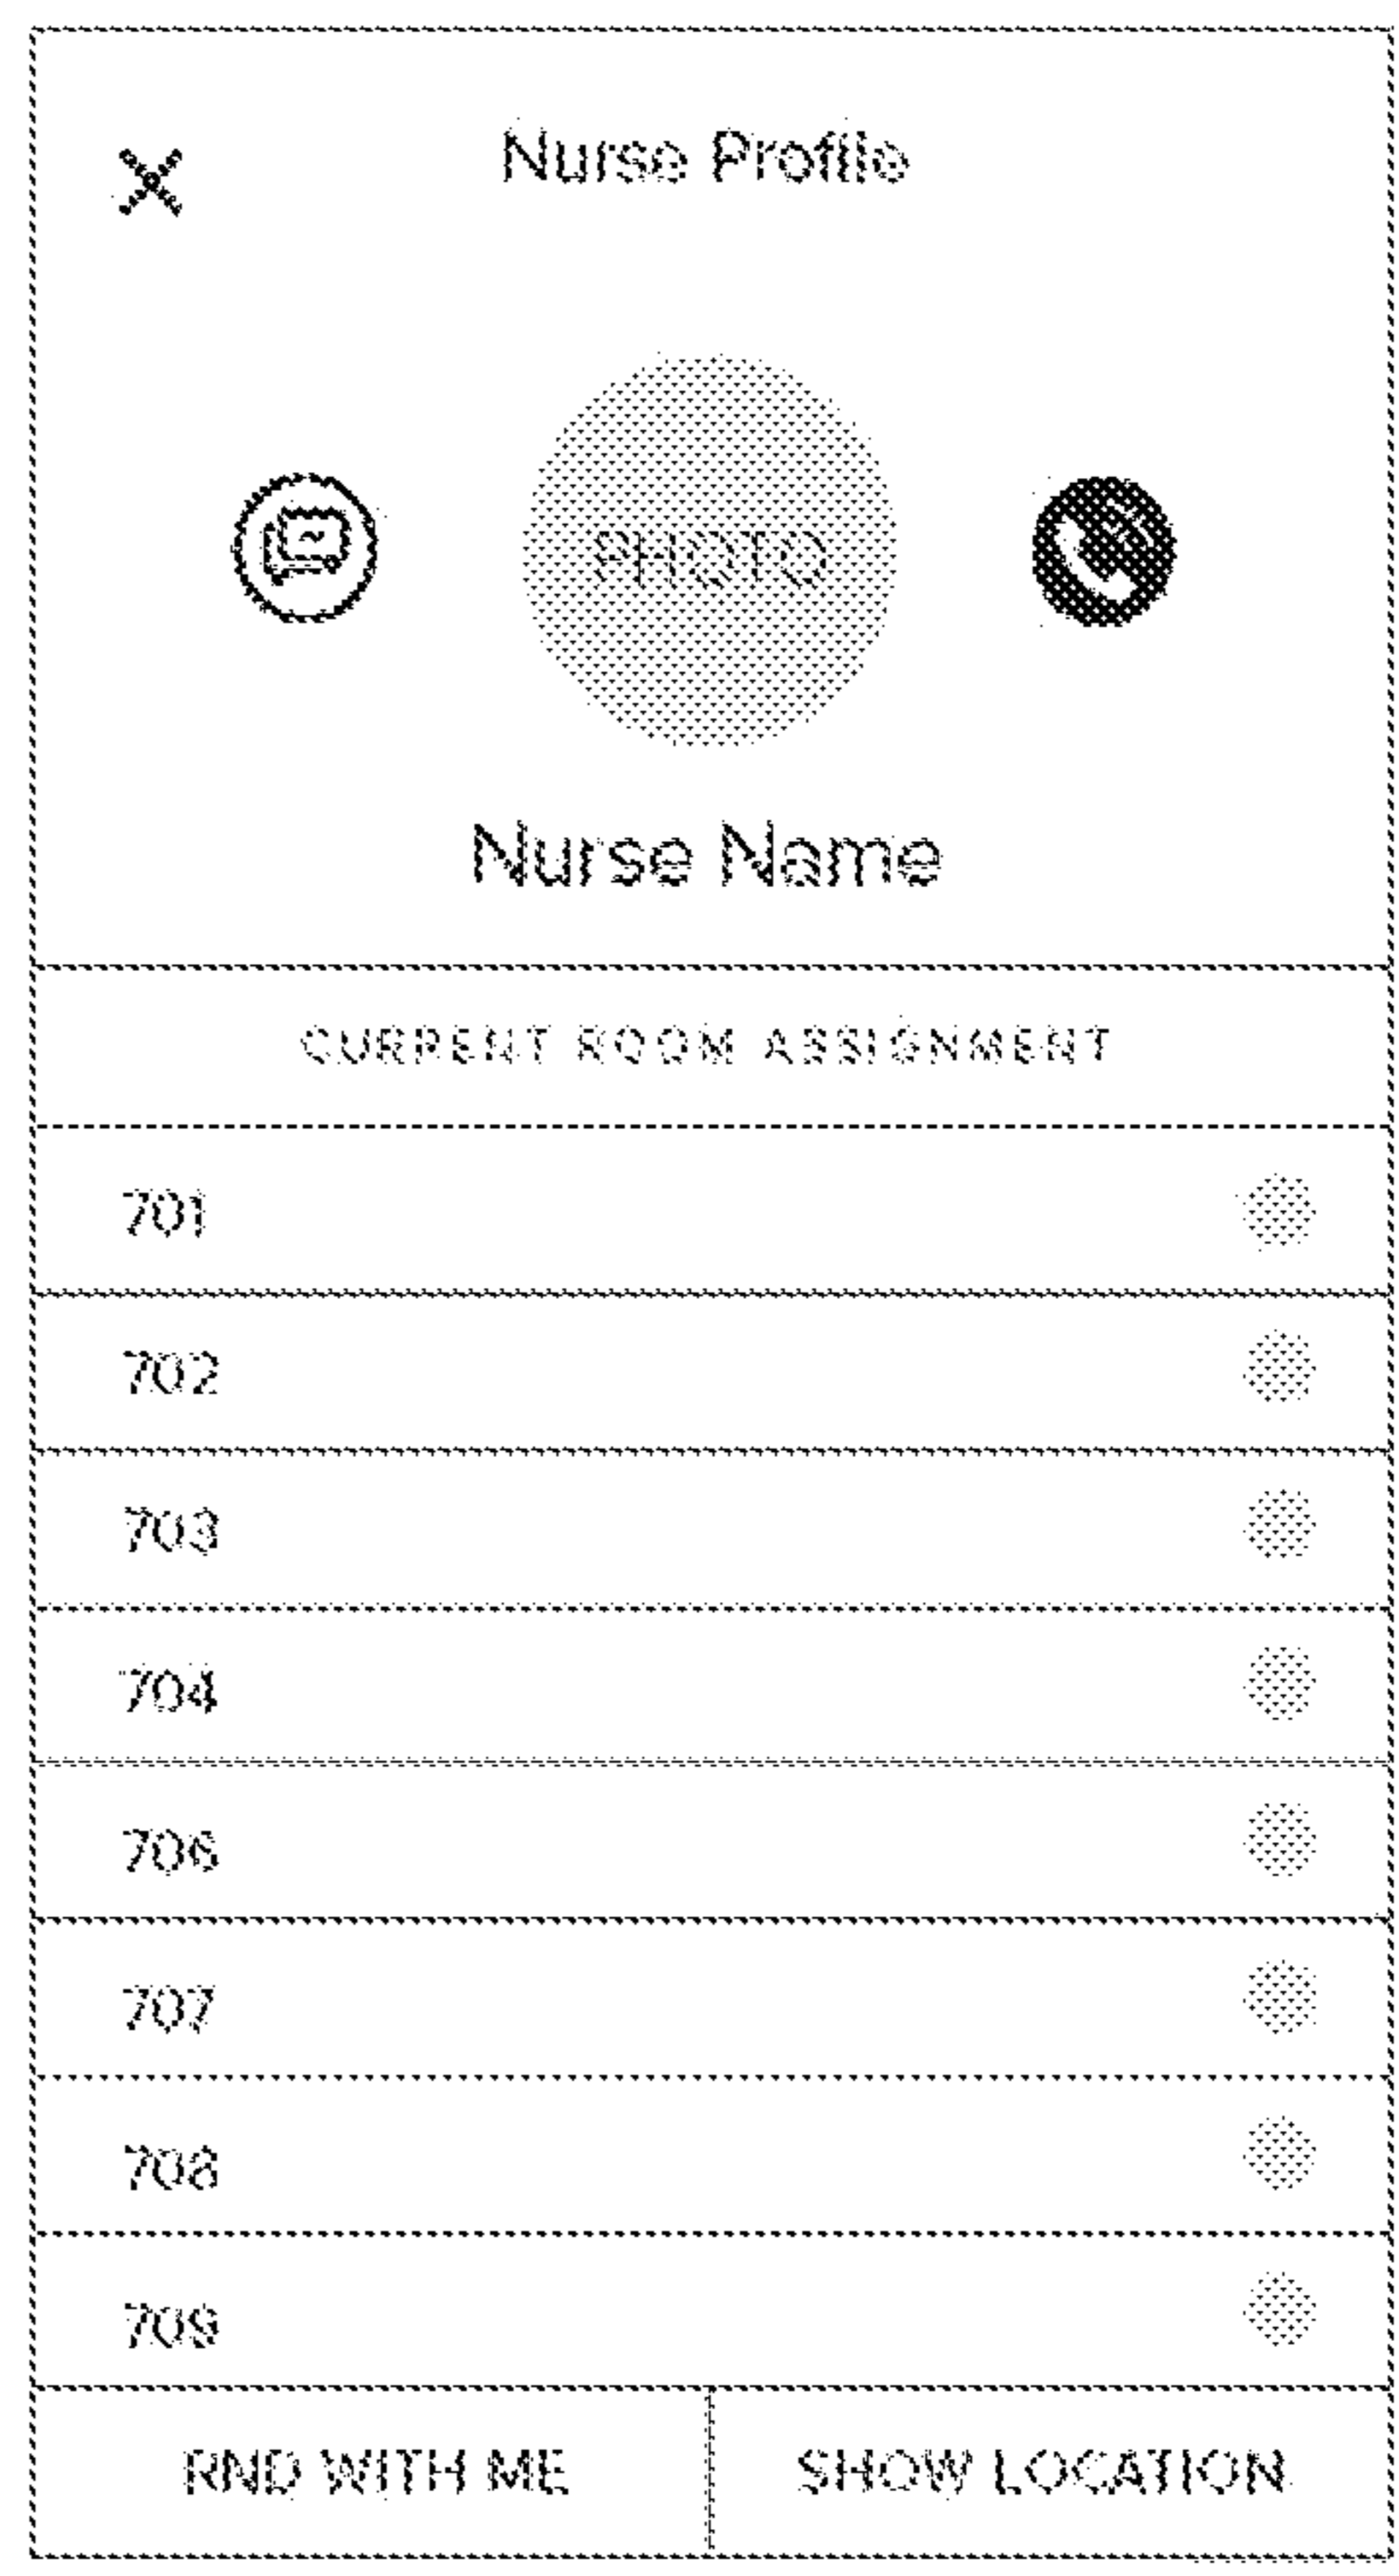 Nurse Profile
PHOTO
Nurse Name
CURRENT ROOM ASSIGNMENT
701
702
703
704
706
707
708
709
RND WITH ME
SHOW LOCATION